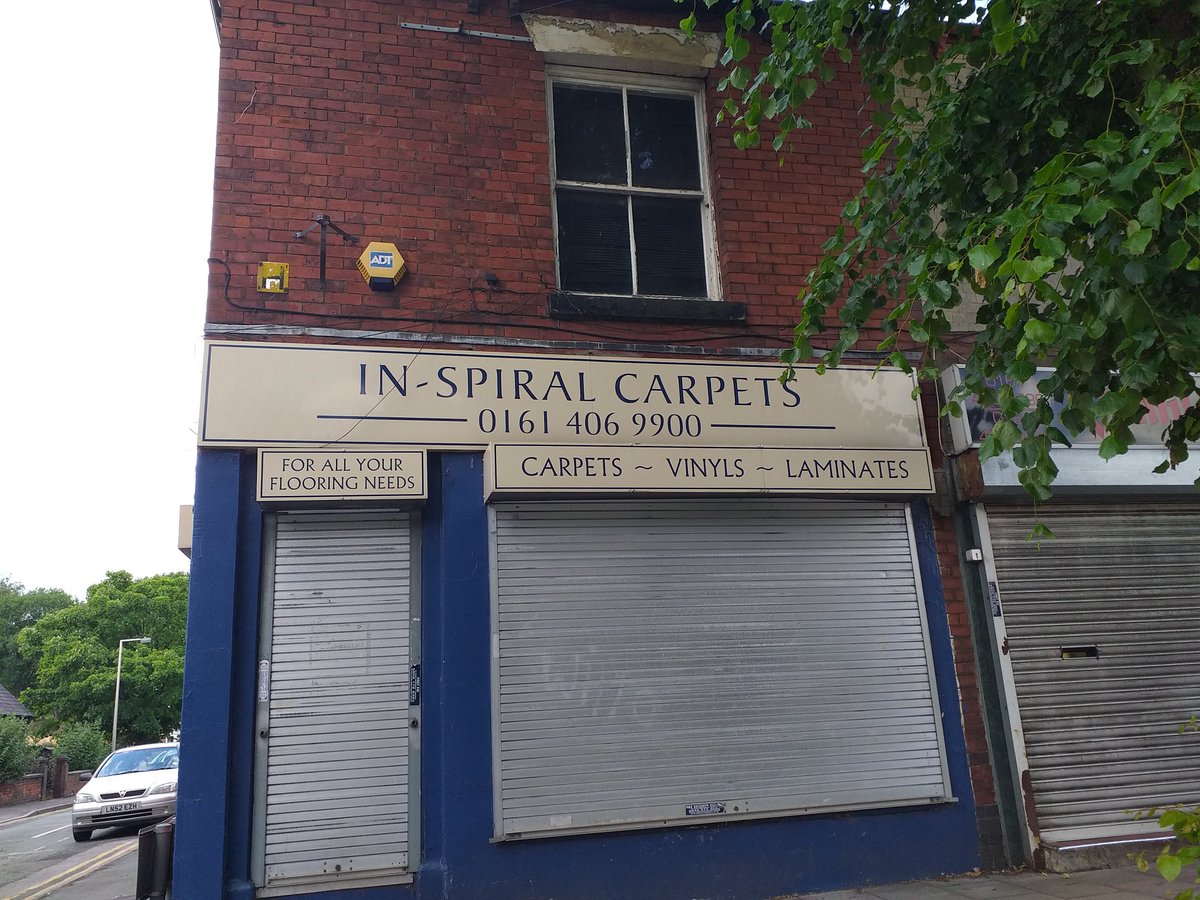 ADT
IN-SPIRAL CARPETS
0161 406 9900
FOR ALL YOUR
FLOORING NEEDS
CARPETS ~ VINYLS ~ LAMINATES
LN52 EZH